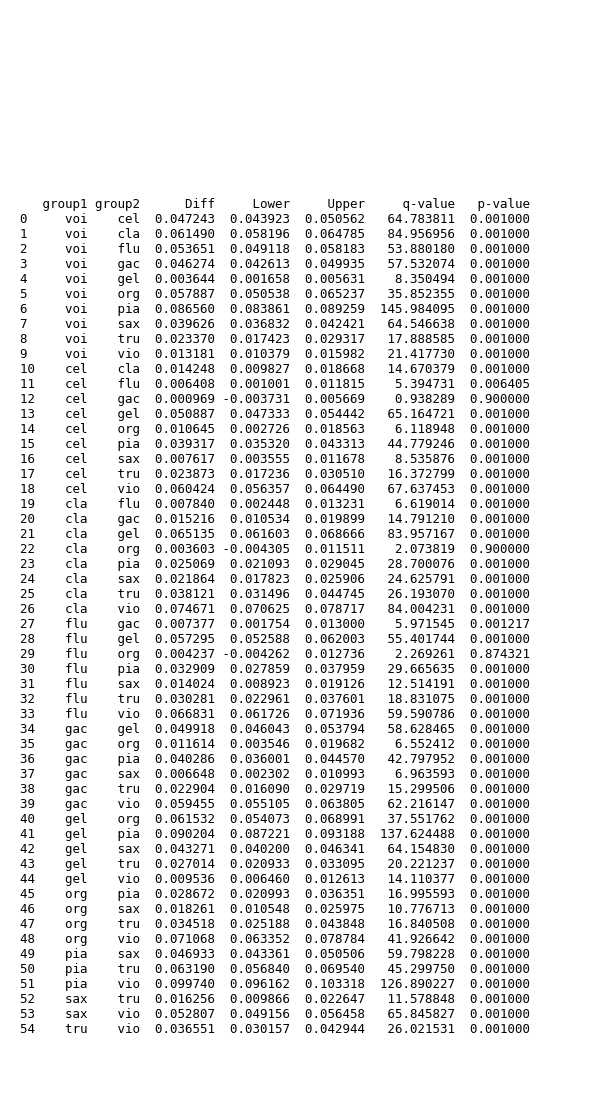 group1 group2 Diff Lower Upper q-value p-value
0 voi cel 0.047243 0.043923 0.050562 64.783811 0.001000
1 voi cla 0.061490 0.058196 0.064785 84.956956 0.001000
2 voi flu 0.053651 0.049118 0.058183 53.880180 0.001000
3 voi gac 0.046274 0.042613 0.049935 57.532074 0.001000
4 voi gel 0.003644 0.001658 0.005631 8.350494 0.001000
5 voi org 0.057887 0.050538 0.065237 35.852355 0.001000
6 voi pia 0.086560 0.083861 0.089259 145.984095 0.001000
7 voi sax 0.039626 0.036832 0.042421 64.546638 0.001000
8 voi tru 0.023370 0.017423 0.029317 17.888585 0.001000
9 voi vio 0.013181 0.010379 0.015982 21.417730 0.001000
10 cel cla 0.014248 0.009827 0.018668 14.670379 0.001000
11 cel flu 0.006408 0.001001 0.011815 5.394731 0.006405
12 cel gac 0.000969 -0.003731 0.005669 0.938289 0.900000
13 cel gel 0.050887 0.047333 0.054442 65.164721 0.001000
14 cel org 0.010645 0.002726 0.018563 6.118948 0.001000
15 cel pia 0.039317 0.035320 0.043313 44.779246 0.001000
16 cel sax 0.007617 0.003555 0.011678 8.535876 0.001000
17 cel tru 0.023873 0.017236 0.030510 16.372799 0.001000
18 cel vio 0.060424 0.056357 0.064490 67.637453 0.001000
19 cla flu 0.007840 0.002448 0.013231 6.619014 0.001000
20 cla gac 0.015216 0.010534 0.019899 14.791210 0.001000
21 cla gel 0.065135 0.061603 0.068666 83.957167 0.001000
22 cla org 0.003603 -0.004305 0.011511 2.073819 0.900000
23 cla pia 0.025069 0.021093 0.029045 28.700076 0.001000
24 cla sax 0.021864 0.017823 0.025906 24.625791 0.001000
25 cla tru 0.038121 0.031496 0.044745 26.193070 0.001000
26 cla vio 0.074671 0.070625 0.078717 84.004231 0.001000
27 flu gac 0.007377 0.001754 0.013000 5.971545 0.001217
28 flu gel 0.057295 0.052588 0.062003 55.401744 0.001000
29 flu org 0.004237 -0.004262 0.012736 2.269261 0.874321
30 flu pia 0.032909 0.027859 0.037959 29.665635 0.001000
31 flu sax 0.014024 0.008923 0.019126 12.514191 0.001000
32 flu tru 0.030281 0.022961 0.037601 18.831075 0.001000
33 flu vio 0.066831 0.061726 0.071936 59.590786 0.001000
34 gac gel 0.049918 0.046043 0.053794 58.628465 0.001000
35 gac org 0.011614 0.003546 0.019682 6.552412 0.001000
36 gac pia 0.040286 0.036001 0.044570 42.797952 0.001000
37 gac sax 0.006648 0.002302 0.010993 6.963593 0.001000
38 gac tru 0.022904 0.016090 0.029719 15.299506 0.001000
39 gac vio 0.059455 0.055105 0.063805 62.216147 0.001000
40 gel org 0.061532 0.054073 0.068991 37.551762 0.001000
41 gel pia 0.090204 0.087221 0.093188 137.624488 0.001000
42 gel sax 0.043271 0.040200 0.046341 64.154830 0.001000
43 gel tru 0.027014 0.020933 0.033095 20.221237 0.001000
44 gel vio 0.009536 0.006460 0.012613 14.110377 0.001000
45 org pia 0.028672 0.020993 0.036351 16.995593 0.001000
46 org sax 0.018261 0.010548 0.025975 10.776713 0.001000
47 org tru 0.034518 0.025188 0.043848 16.840508 0.001000
48 org vio 0.071068 0.063352 0.078784 41.926642 0.001000
49 pia sax 0.046933 0.043361 0.050506 59.798228 0.001000
50 pia tru 0.063190 0.056840 0.069540 45.299750 0.001000
51 pia vio 0.099740 0.096162 0.103318 126.890227 0.001000
52 sax tru 0.016256 0.009866 0.022647 11.578848 0.001000
53 sax vio 0.052807 0.049156 0.056458 65.845827 0.001000
54 tru vio 0.036551 0.030157 0.042944 26.021531 0.001000